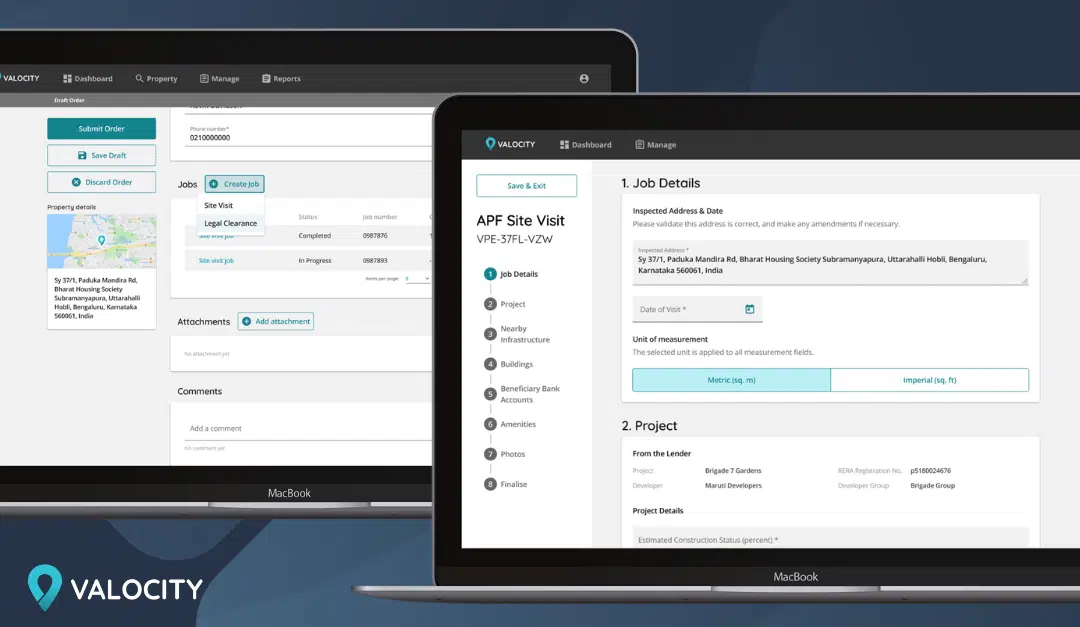 VALOCITY
Dashboard
Property
Manage
Reports
Draft Order
Submit Order
Save Draft
Discard Order
Property details
Sy 37/1, Paduka Mandira Rd,
Bharat Housing Society
Subramanyapura, Uttarahalli
Hobli, Bengaluru, Karnataka
560061, India
Phone number*
0210000000
Jobs
Create Job
Site Visit
Legal Clearance
Status
Job number
Site visit job
Completed
0987876
Site visit job
In Progress
0987893
Items per page:
Attachments
Add attachment
No attachment yet
Comments
Add a comment
No comment yet
MacBook
VALOCITY
Dashboard
Manage
Save & Exit
APF Site Visit
VPE-37FL-VZW
1 Job Details
2 Project
3 Nearby
Infrastructure
4 Buildings
5 Beneficiary Bank
Accounts
6 Amenities
7 Photos
8 Finalise
1. Job Details
Inspected Address & Date
Please validate this address is correct, and make any amendments if necessary.
Inspected Address *
Sy 37/1, Paduka Mandira Rd, Bharat Housing Society Subramanyapura, Uttarahalli Hobli, Bengaluru,
Karnataka 560061, India
Date of Visit *
Unit of measurement
The selected unit is applied to all measurement fields.
Metric (sq. m)
Imperial (sq. ft)
2. Project
From the Lender
Project Brigade 7 Gardens RERA Registration No. p5180024676
Developer Maruti Developers Developer Group Brigade Group
Project Details
Estimated Construction Status (percent) *
MacBook
VALOCITY